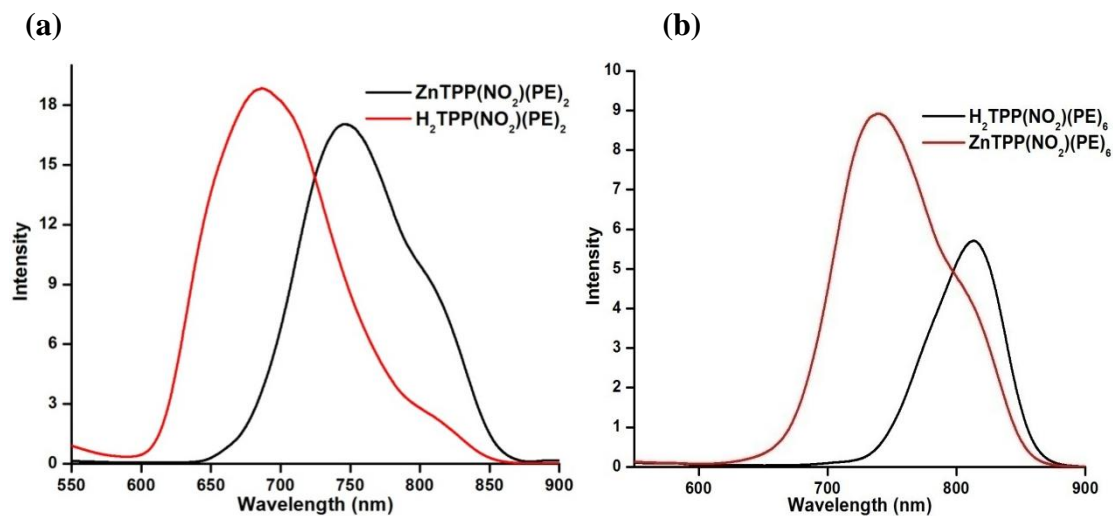 (a)
(b)
ZnTPP(NO₂)(PE)₂
H₂TPP(NO₂)(PE)₂
Intensity
18
15
12
9
6
3
0
550 600 650 700 750 800 850 900
Wavelength (nm)
H₂TPP(NO₂)(PE)₆
ZnTPP(NO₂)(PE)₆
Intensity
10
9
8
7
6
5
4
3
2
1
0
600 700 800 900
Wavelength (nm)